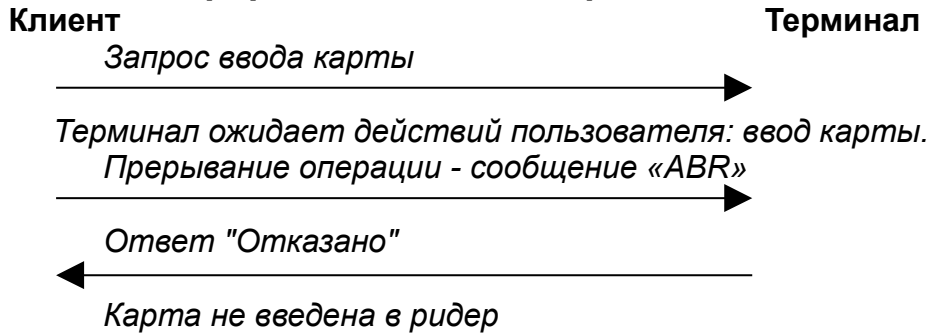 Клиент Терминал
Запрос ввода карты
Терминал ожидает действий пользователя: ввод карты.
Прерывание операции - сообщение «ABR»
Ответ "Отказано"
Карта не введена в ридер